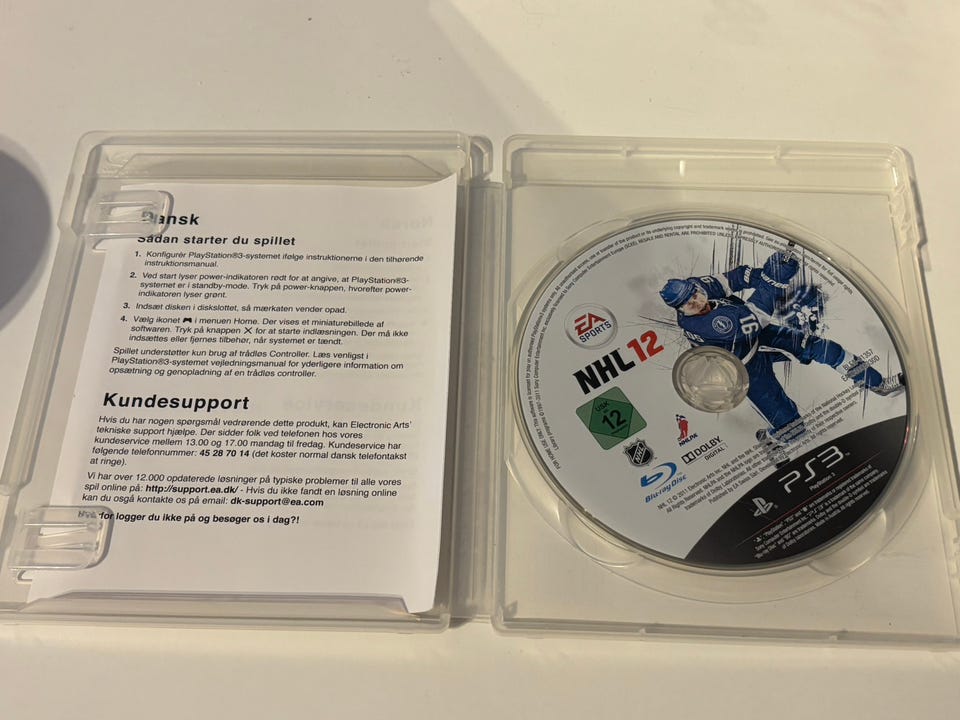 Dansk
Sådan starter du spillet
1. Konfigurér PlayStation®3-systemet ifølge instruktionerne i den tilhørende
instruktionsmanual.
2. Ved start lyser power-indikatoren rødt for at angive, at PlayStation®3-
systemet er i standby-mode. Tryk på power-knappen, hvorefter power-
indikatoren lyser grønt.
3. Indsæt disken i diskslottet, så mærkaten vender opad.
4. Vælg ikonet i menuen Home. Der vises et miniaturebillede af
softwaren. Tryk på knappen X for at starte indlæsningen. Der må ikke
indsættes eller fjernes tilbehør, når systemet er tændt.
Spillet understøtter kun brug af trådløs Controller. Læs venligst i
PlayStation®3-systemet vejledningsmanual for yderligere information om
opsætning og genopladning af en trådløs controller.
Kundesupport
Hvis du har nogen spørgsmål vedrørende dette produkt, kan Electronic Arts'
tekniske support hjælpe. Der sidder folk ved telefonen hos vores
kundeservice mellem 13.00 og 17.00 mandag til fredag. Kundeservice har
følgende telefonnummer: 45 28 70 14 (det koster normal dansk telefontakst
at ringe).
Vi har over 12.000 opdaterede løsninger på typiske problemer til alle vores
spil online på: http://support.ea.dk/ - Hvis du ikke fandt en løsning online
kan du osgå kontakte os på email: dk-support@ea.com
logger du ikke på og besøger os i dag?!
EA
SPORTS
NHL 12
USK
12
16
NHL
NHLPA
DOLBY
DIGITAL
Blu-ray Disc
PS3
PlayStation 3